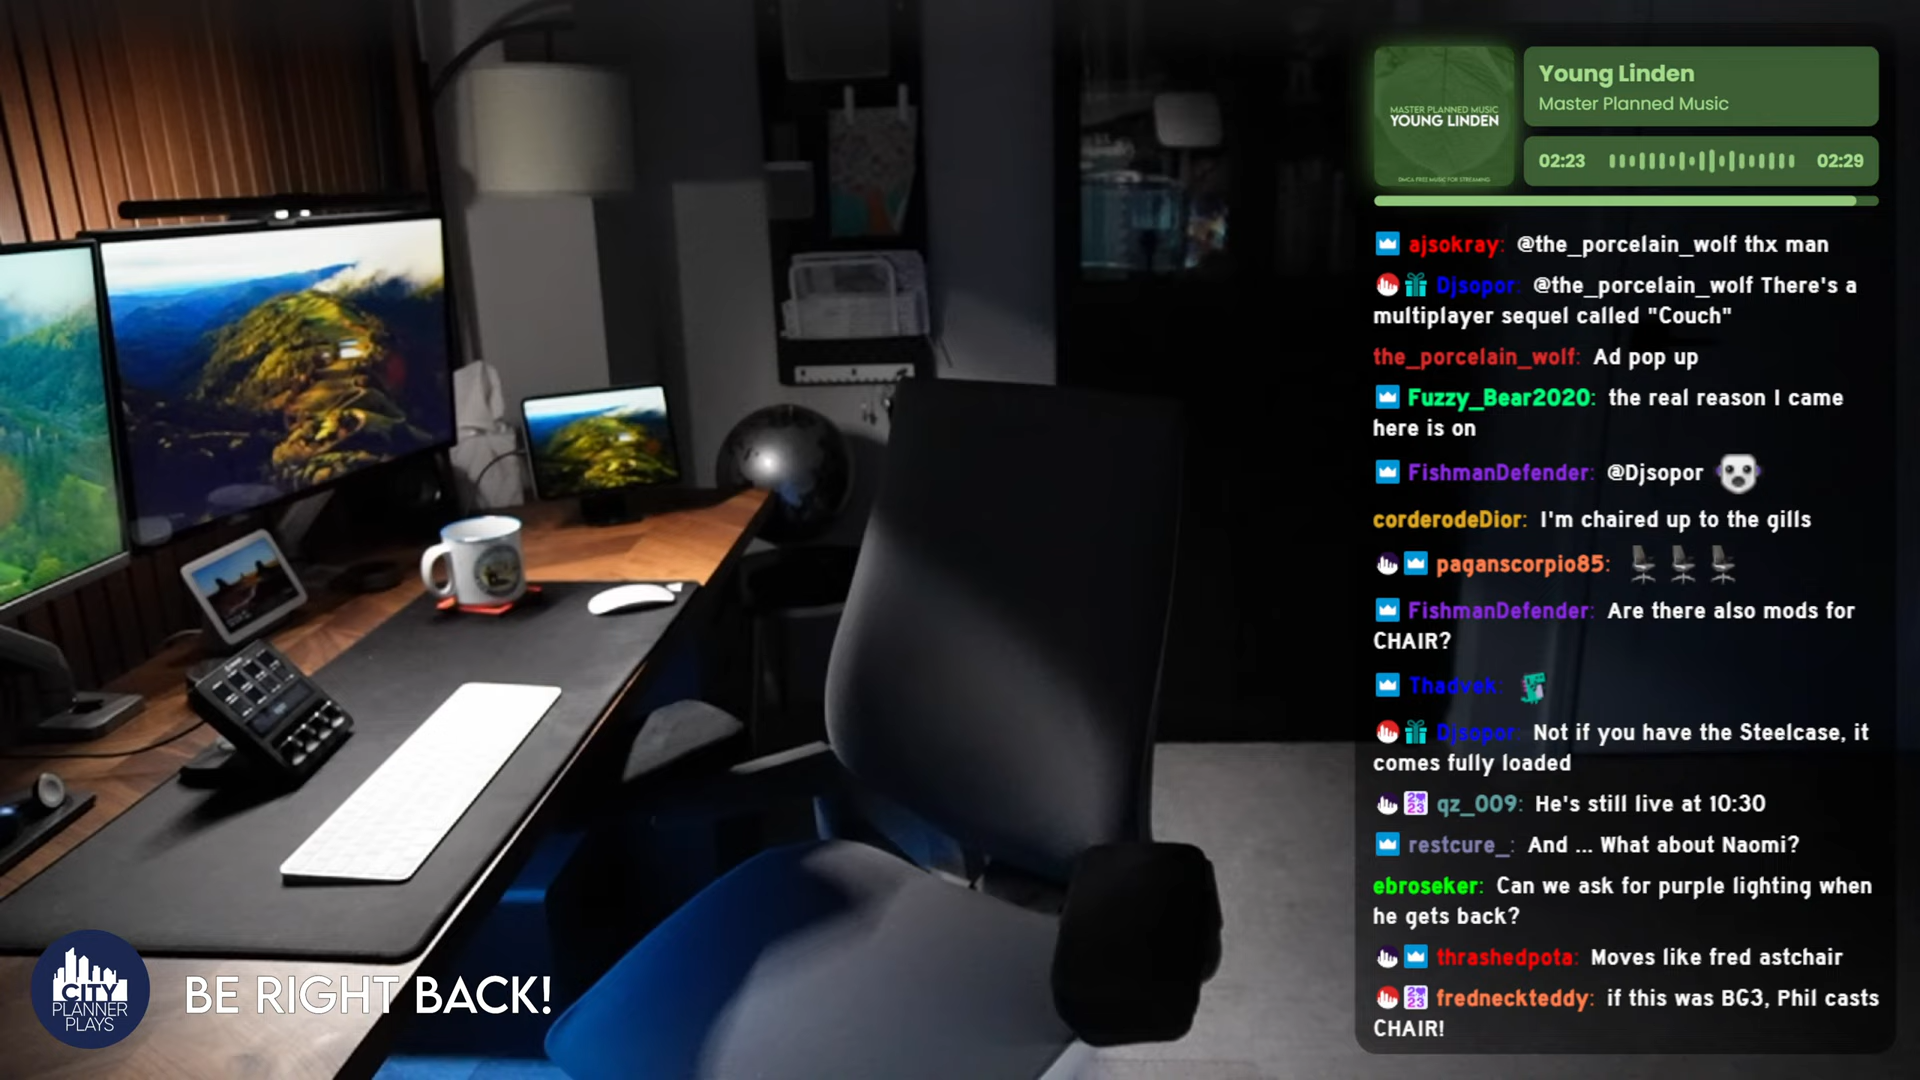 MASTER PLANNED MUSIC
YOUNG LINDEN
DMCA FREE MUSIC FOR STREAMING
Young Linden
Master Planned Music
02:23
02:29
ajsokray: @the_porcelain_wolf thx man
Djsopor: @the_porcelain_wolf There's a
multiplayer sequel called "Couch"
the_porcelain_wolf: Ad pop up
Fuzzy_Bear2020: the real reason I came
here is on
FishmanDefender: @Djsopor
corderodeDior: I'm chaired up to the gills
paganscorpio85:
FishmanDefender: Are there also mods for
CHAIR?
Thadvek:
Djsopor: Not if you have the Steelcase, it
comes fully loaded
qz_009: He's still live at 10:30
restcure_: And ... What about Naomi?
ebroseker: Can we ask for purple lighting when
he gets back?
thrashedpota: Moves like fred astchair
fredneckteddy: if this was BG3, Phil casts
CHAIR!
CITY
PLANNER
PLAYS
BE RIGHT BACK!